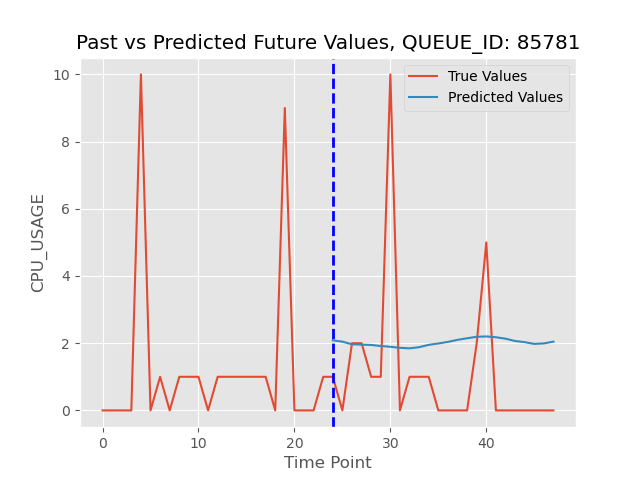 Past vs Predicted Future Values, QUEUE_ID: 85781
True Values
Predicted Values
10
8
6
4
2
0
CPU_USAGE
0 10 20 30 40
Time Point